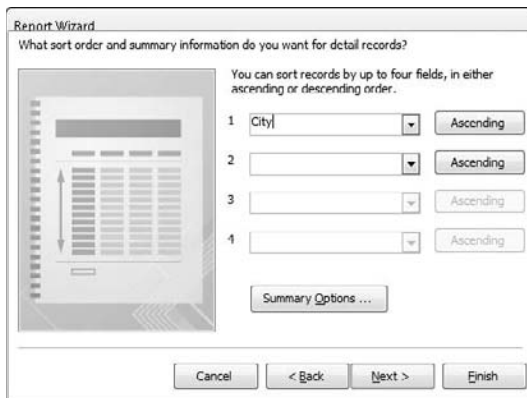 Report Wizard
What sort order and summary information do you want for detail records?
You can sort records by up to four fields, in either
ascending or descending order.
1 City Ascending
2 Ascending
3 Ascending
4 Ascending
Summary Options ...
Cancel < Back Next > Finish